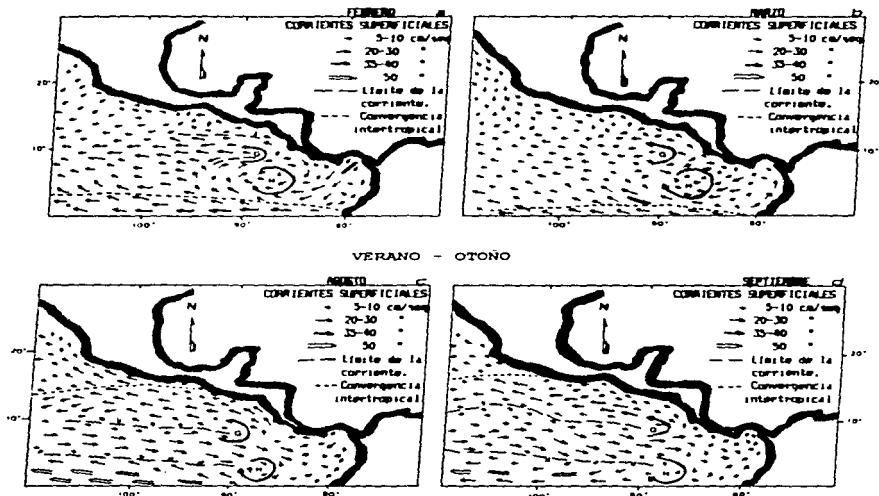 FEBRERO a
CORRIENTES SUPERFICIALES
N
5-10 cm/seg
20-30 "
35-40 "
50 "
Límite de la
corriente.
Convergencia
intertropical
20°
10°
100° 90° 80°
MARZO b
CORRIENTES SUPERFICIALES
N
5-10 cm/seg
20-30 "
35-40 "
50 "
Límite de la
corriente.
Convergencia
intertropical
20°
10°
100° 90° 80°
VERANO - OTOÑO
AGOSTO c
CORRIENTES SUPERFICIALES
N
5-10 cm/seg
20-30 "
35-40 "
50 "
Límite de la
corriente.
Convergencia
intertropical
20°
10°
100° 90° 80°
SEPTIEMBRE d
CORRIENTES SUPERFICIALES
N
5-10 cm/seg
20-30 "
35-40 "
50 "
Límite de la
corriente.
Convergencia
intertropical
20°
10°
100° 90° 80°